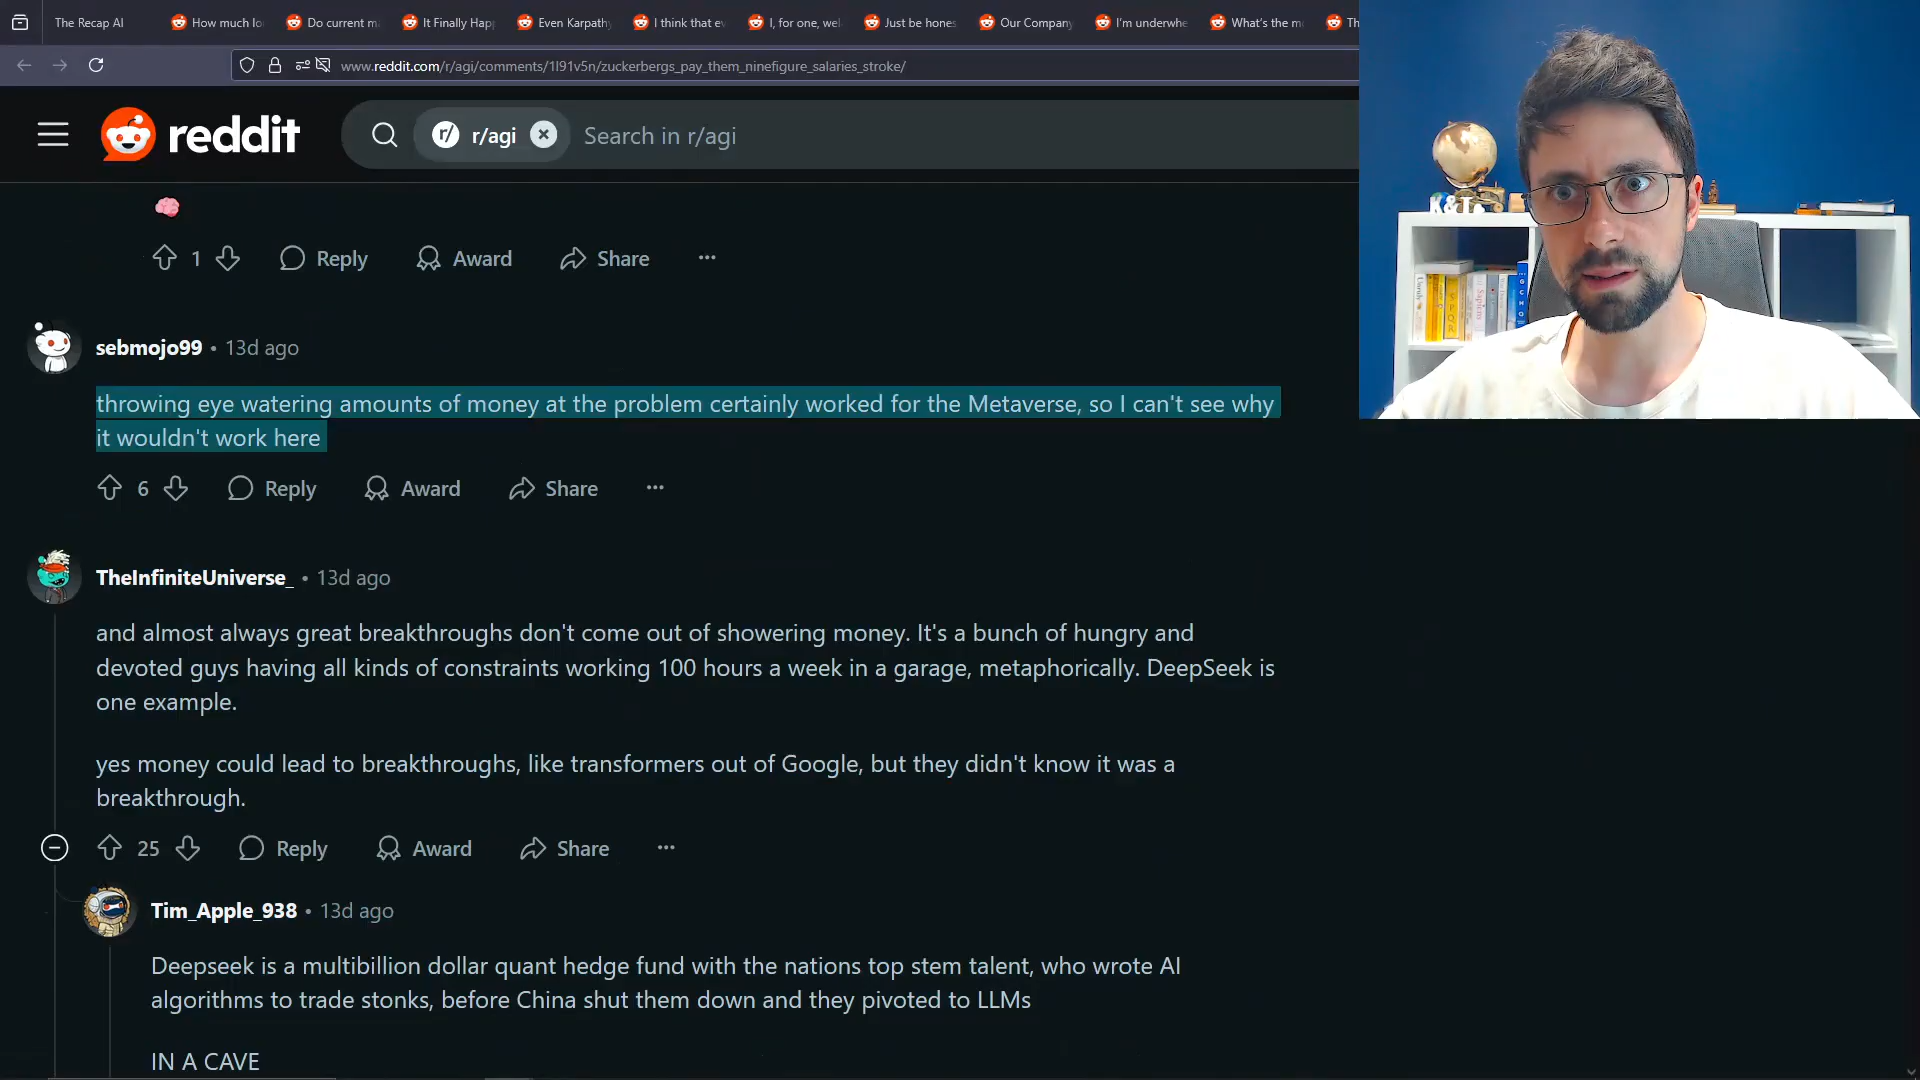 The Recap AI
How much lo
Do current m
It Finally Hap
Even Karpath
I think that ev
I, for one, wel
Just be hones
Our Company
I'm underwhe
What's the m
Th
www.reddit.com/r/agi/comments/1l91v5n/zuckerbergs_pay_them_ninefigure_salaries_stroke/
reddit
r/ r/agi Search in r/agi
1 Reply Award Share
sebmojo99 • 13d ago
throwing eye watering amounts of money at the problem certainly worked for the Metaverse, so I can't see why
it wouldn't work here
6 Reply Award Share
TheInfiniteUniverse_ • 13d ago
and almost always great breakthroughs don't come out of showering money. It's a bunch of hungry and
devoted guys having all kinds of constraints working 100 hours a week in a garage, metaphorically. DeepSeek is
one example.
yes money could lead to breakthroughs, like transformers out of Google, but they didn't know it was a
breakthrough.
25 Reply Award Share
Tim_Apple_938 • 13d ago
Deepseek is a multibillion dollar quant hedge fund with the nations top stem talent, who wrote AI
algorithms to trade stonks, before China shut them down and they pivoted to LLMs
IN A CAVE
SPQR
Sapiens